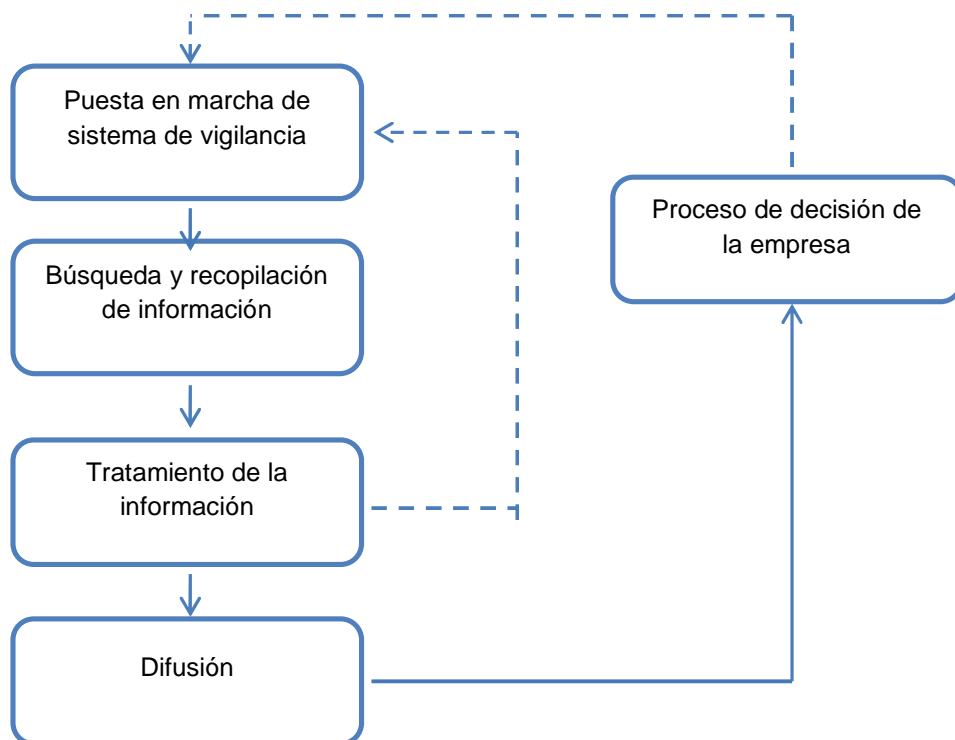 Puesta en marcha de
sistema de vigilancia
Proceso de decisión de
la empresa
Búsqueda y recopilación
de información
Tratamiento de la
información
Difusión